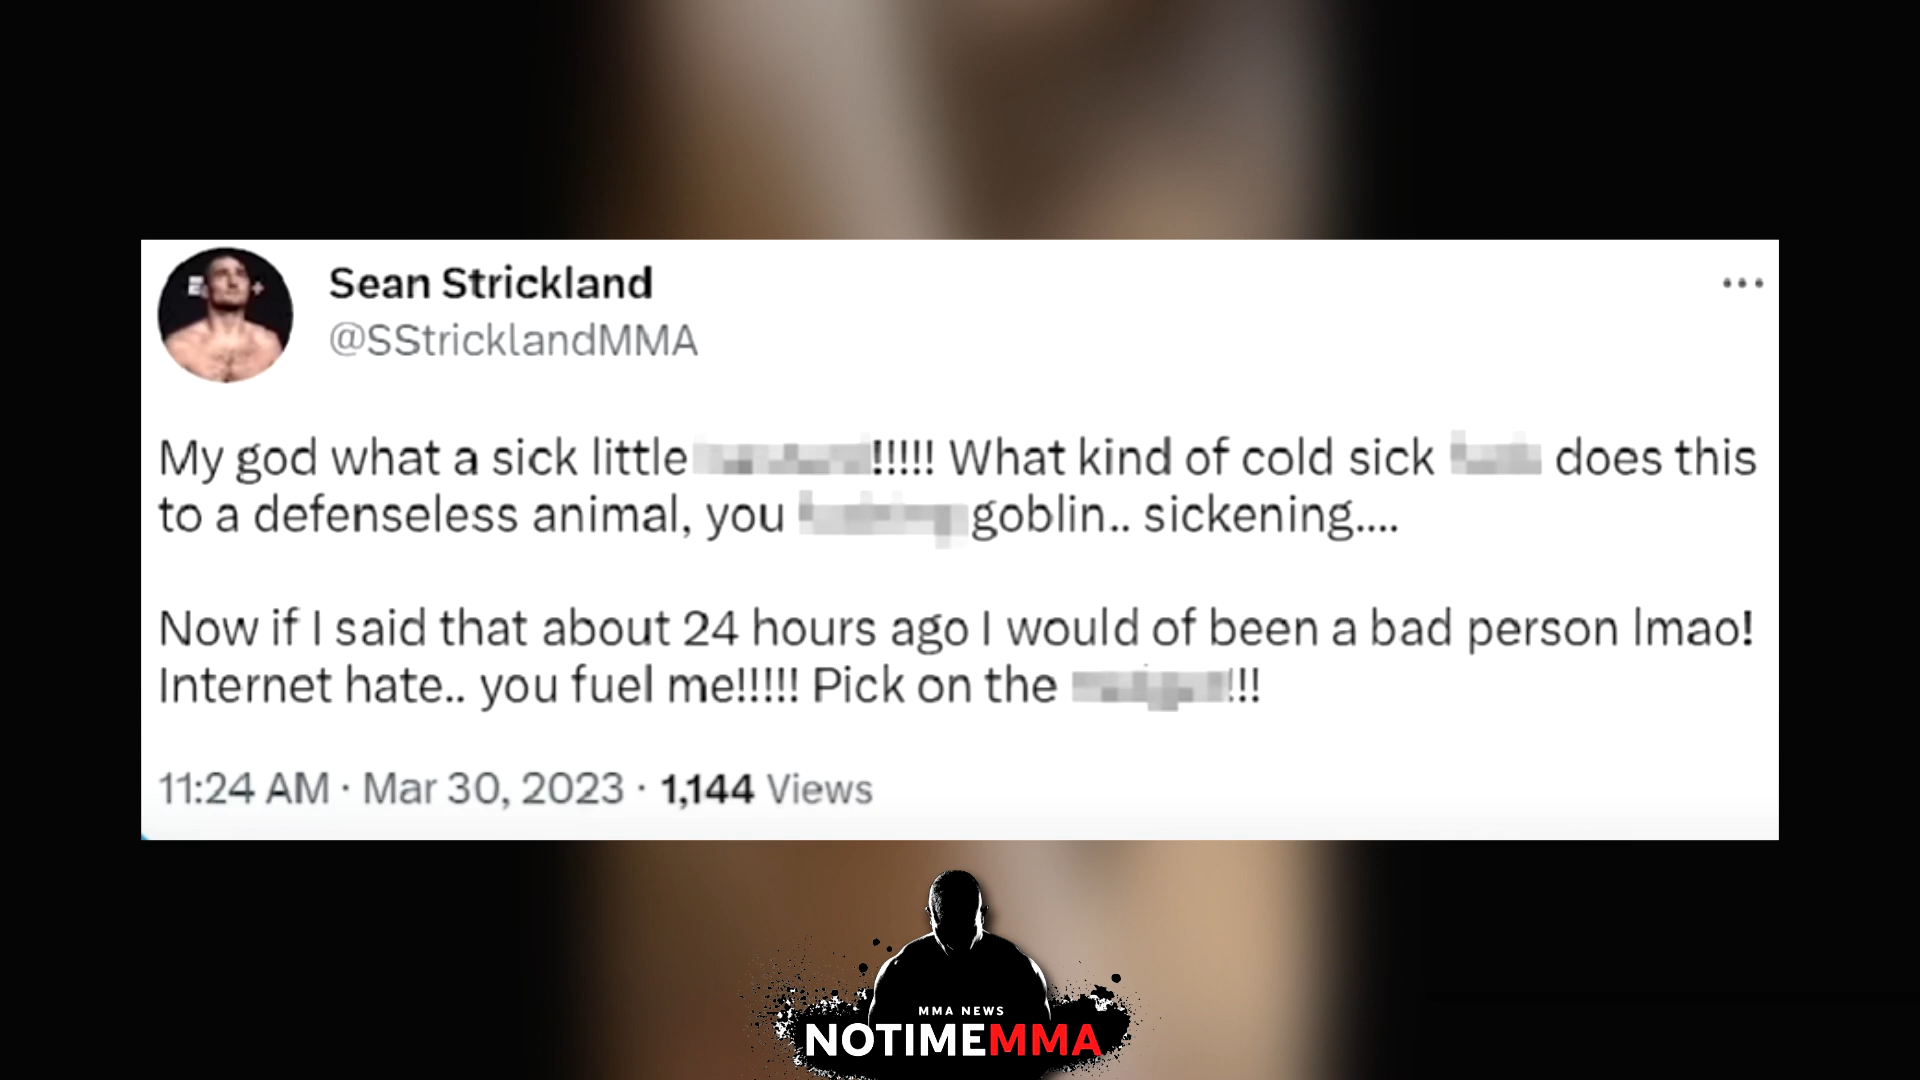 Sean Strickland
@SStricklandMMA
My god what a sick little !!!!! What kind of cold sick does this
to a defenseless animal, you goblin.. sickening....
Now if I said that about 24 hours ago I would of been a bad person lmao!
Internet hate.. you fuel me!!!!! Pick on the !!!
11:24 AM · Mar 30, 2023 · 1,144 Views
MMA NEWS
NOTIMEMMA